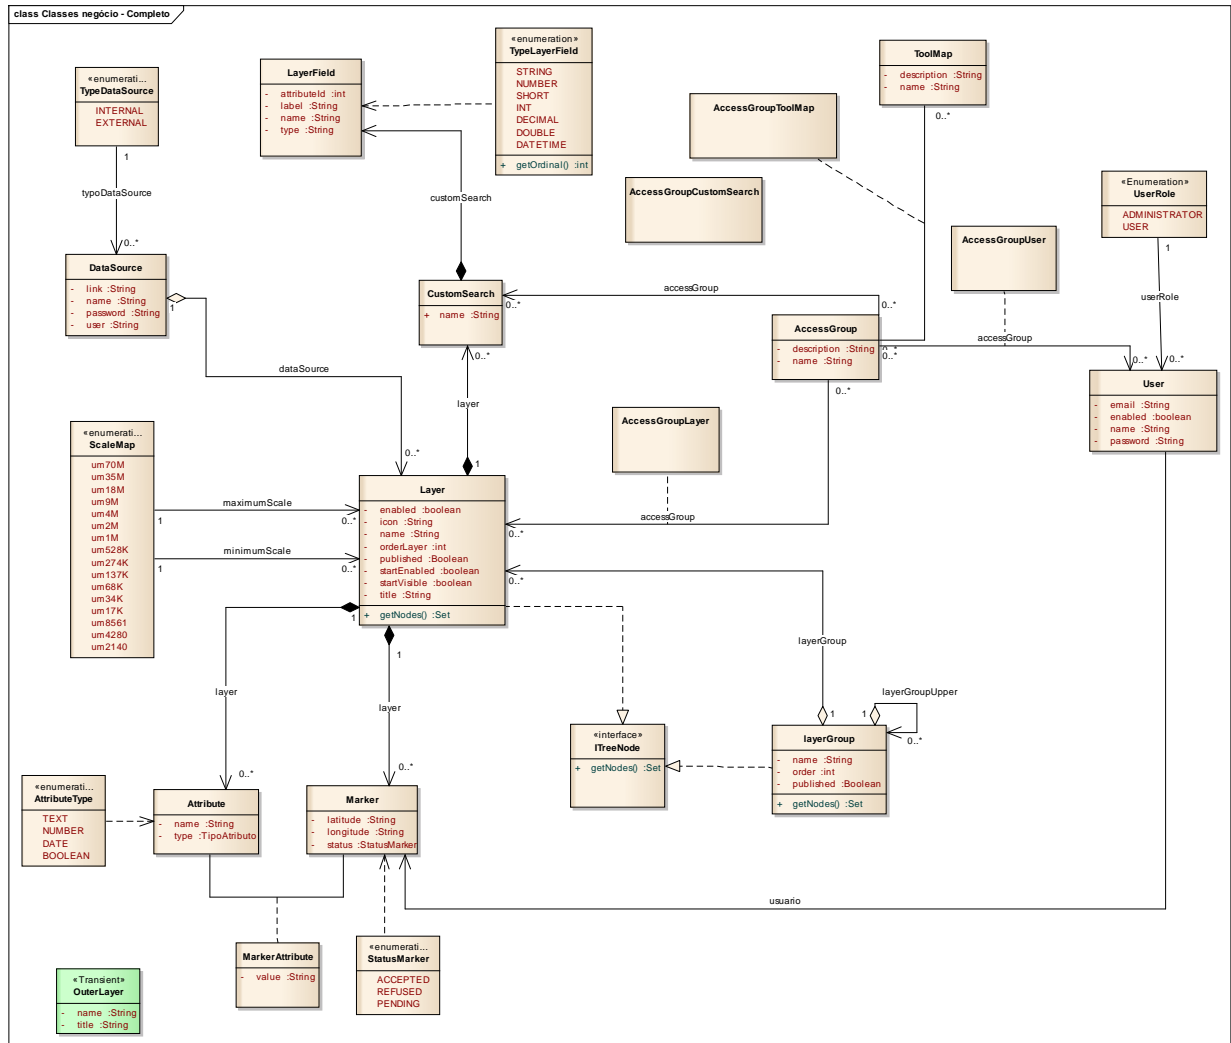 class Classes negócio - Completo
«enumerati...
TypeDataSource
INTERNAL
EXTERNAL
1
typoDataSource
0..*
LayerField
- attributeId :int
- label :String
- name :String
- type :String
«enumeration»
TypeLayerField
STRING
NUMBER
SHORT
INT
DECIMAL
DOUBLE
DATETIME
+ getOrdinal() :int
customSearch
ToolMap
- description :String
- name :String
0..*
AccessGroupToolMap
AccessGroupCustomSearch
AccessGroupUser
«Enumeration»
UserRole
ADMINISTRATOR
USER
1
userRole
0..*
DataSource
- link :String
- name :String
- password :String
- user :String
1
dataSource
0..*
CustomSearch
+ name :String
0..*
0..*
layer
1
accessGroup
0..*
AccessGroup
- description :String
- name :String
0..*
0..*
0..*
accessGroup
0..*
User
- email :String
- enabled :boolean
- name :String
- password :String
AccessGroupLayer
accessGroup
0..*
«enumerati...
ScaleMap
um70M
um35M
um18M
um9M
um4M
um2M
um1M
um528K
um274K
um137K
um68K
um34K
um17K
um8561
um4280
um2140
maximumScale
1
0..*
minimumScale
1
0..*
Layer
- enabled :boolean
- icon :String
- name :String
- orderLayer :int
- published :Boolean
- startEnabled :boolean
- startVisible :boolean
- title :String
+ getNodes() :Set
0..*
1
1
layer
0..*
layer
0..*
layerGroup
1
layerGroupUpper
1
0..*
«interface»
ITreeNode
+ getNodes() :Set
layerGroup
- name :String
- order :int
- published :Boolean
+ getNodes() :Set
«enumerati...
AttributeType
TEXT
NUMBER
DATE
BOOLEAN
Attribute
- name :String
- type :TipoAtributo
Marker
- latitude :String
- longitude :String
- status :StatusMarker
usuario
MarkerAttribute
- value :String
«enumerati...
StatusMarker
ACCEPTED
REFUSED
PENDING
«Transient»
OuterLayer
- name :String
- title :String